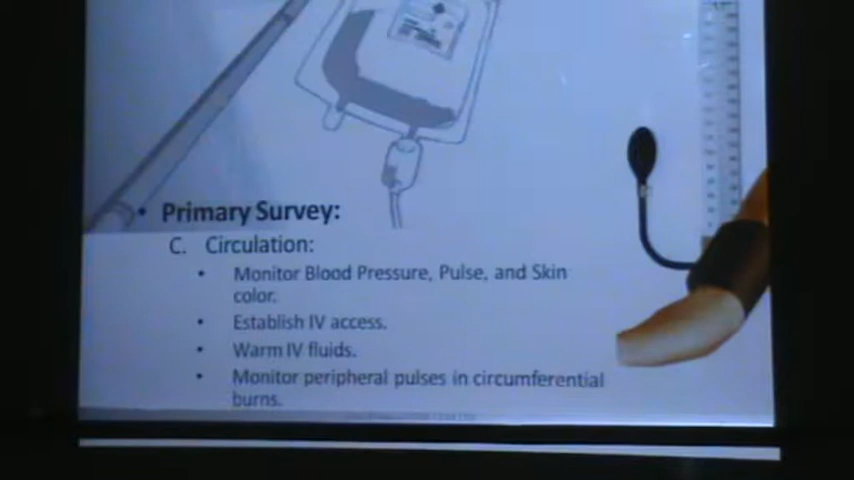 • Primary Survey:
C. Circulation:
• Monitor Blood Pressure, Pulse, and Skin
color.
• Establish IV access.
• Warm IV fluids.
• Monitor peripheral pulses in circumferential
burns.